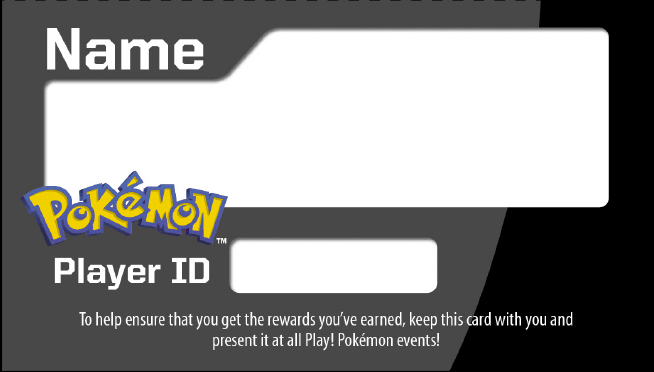 Name
POKéMON
™
Player ID
To help ensure that you get the rewards you've earned, keep this card with you and
present it at all Play! Pokémon events!